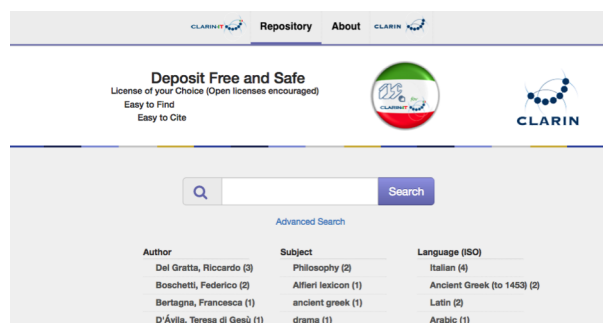 CLARIN-IT Repository About CLARIN
Deposit Free and Safe
License of your Choice (Open licenses encouraged)
Easy to Find
Easy to Cite
CLARIN-IT
CLARIN
Search
Advanced Search
Author Subject Language (ISO)
Del Gratta, Riccardo (3) Philosophy (2) Italian (4)
Boschetti, Federico (2) Alfieri lexicon (1) Ancient Greek (to 1453) (2)
Bertagna, Francesca (1) ancient greek (1) Latin (2)
D'Ávila, Teresa di Gesù (1) drama (1) Arabic (1)